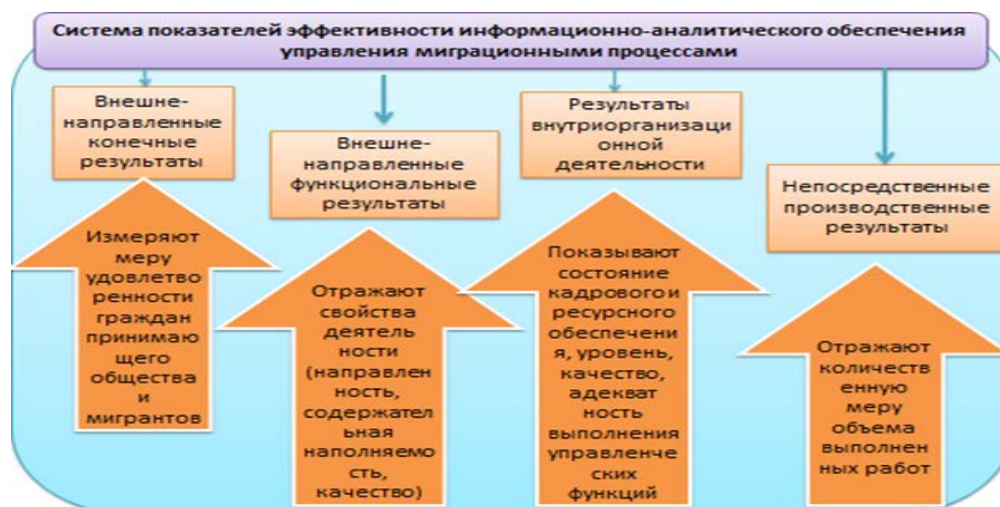 Система показателей эффективности информационно-аналитического обеспечения
управления миграционными процессами
Внешне-
направленные
конечные
результаты
Внешне-
направленные
функциональные
результаты
Результаты
внутриорганизаци
онной
деятельности
Непосредственные
производственные
результаты
Измеряют
меру
удовлетво
ренности
граждан
принимаю
щего
общества
и
мигрантов
Отражают
свойства
деятель
ности
(направлен
ность,
содержател
ьная
наполняемо
сть,
качество)
Показывают
состояние
кадрового и
ресурсного
обеспечени
я, уровень,
качество,
адекват
ность
выполнения
управленче
ских
функций
Отражают
количеств
енную
меру
объема
выполнен
ных работ